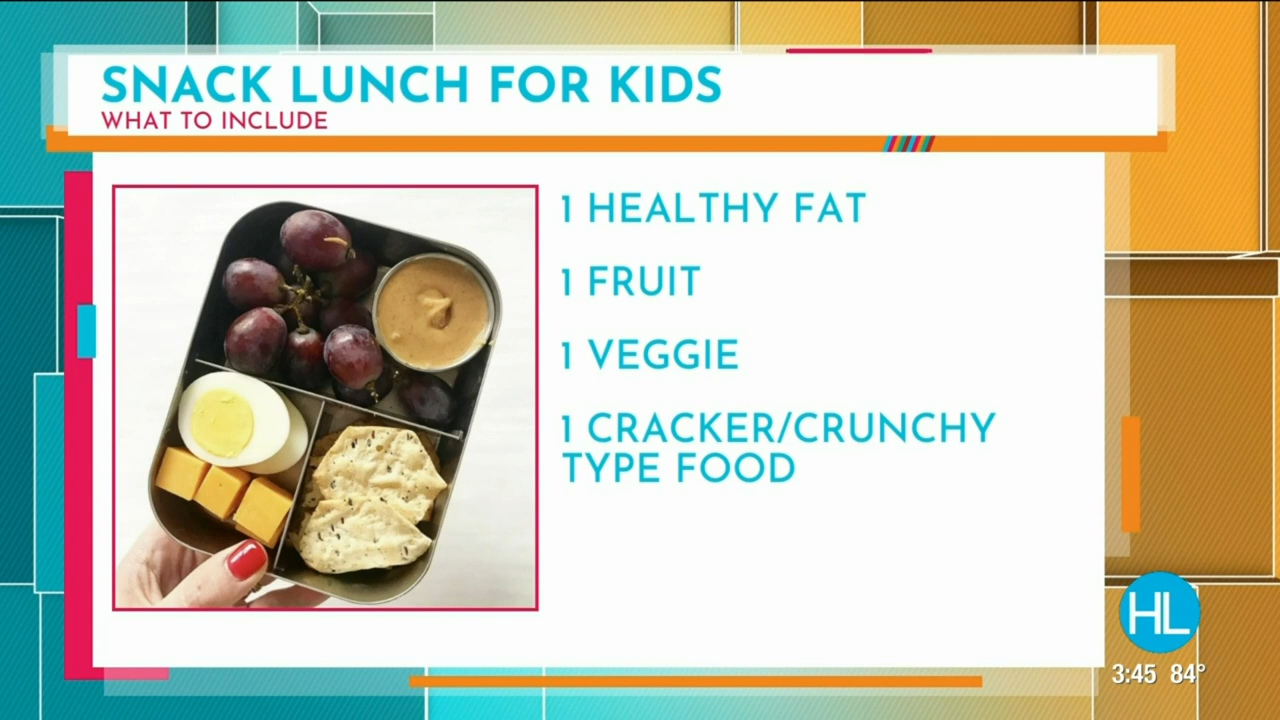 SNACK LUNCH FOR KIDS
WHAT TO INCLUDE
1 HEALTHY FAT
1 FRUIT
1 VEGGIE
1 CRACKER/CRUNCHY
TYPE FOOD
HL
3:45 84°